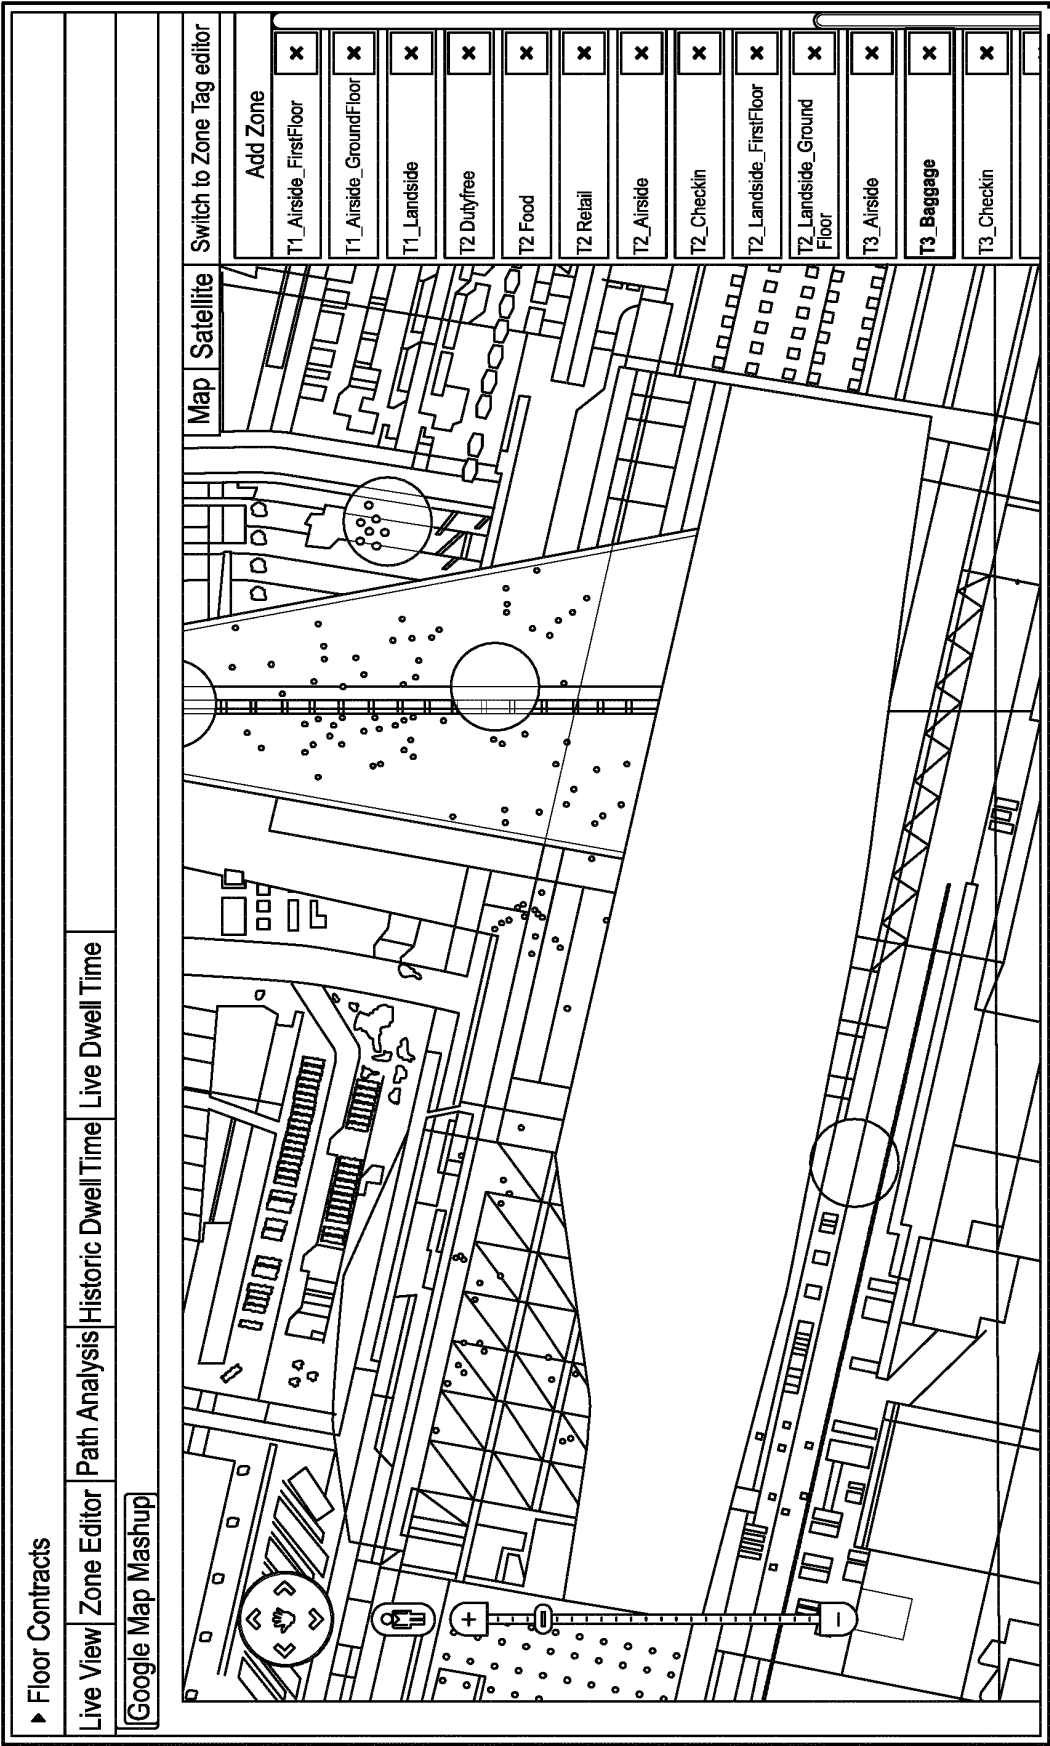 Floor Contracts
Live View Zone Editor Path Analysis Historic Dwell Time Live Dwell Time
Google Map Mashup
Map Satellite
Switch to Zone Tag editor
Add Zone
T1_Airside_FirstFloor
T1_Airside_GroundFloor
T1_Landside
T2 Dutyfree
T2 Food
T2 Retail
T2_Airside
T2_Checkin
T2_Landside_FirstFloor
T2_Landside_Ground
Floor
T3_Airside
T3_Baggage
T3_Checkin